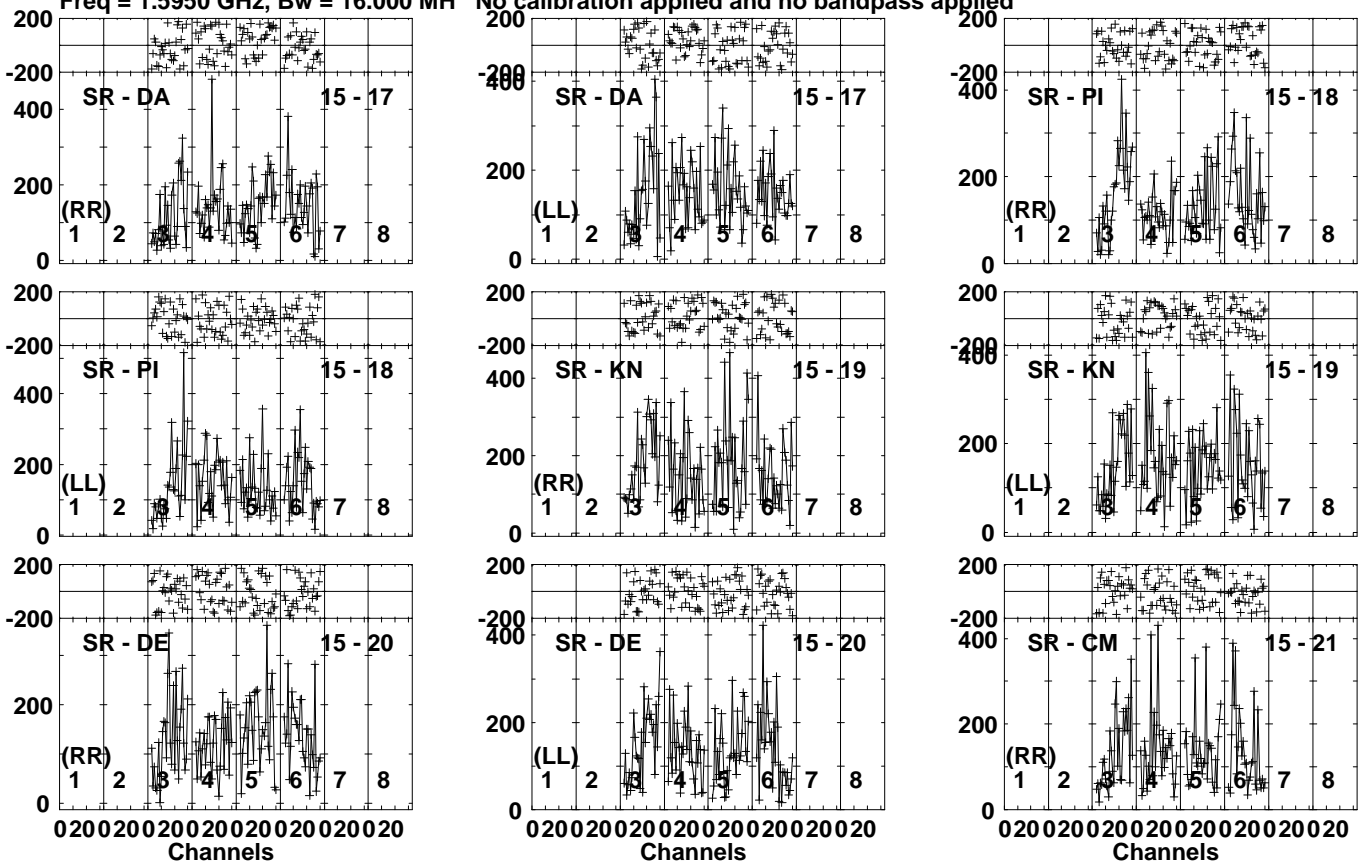 Freq = 1.5950 GHz, Bw = 16.000 MH No calibration applied and no bandpass applied
200 200 200
-200 -200 -200
400 400 400
SR - DA 15 - 17 SR - DA 15 - 17 SR - PI 15 - 18
200 200 200
(RR) (LL) (RR)
1 2 3 4 5 6 7 8 1 2 3 4 5 6 7 8 1 2 3 4 5 6 7 8
0 0 0
200 200 200
-200 -200 -200
400 400 400
SR - PI 15 - 18 SR - KN 15 - 19 SR - KN 15 - 19
200 200 200
(LL) (RR) (LL)
1 2 3 4 5 6 7 8 1 2 3 4 5 6 7 8 1 2 3 4 5 6 7 8
0 0 0
200 200 200
-200 -200 -200
400 400
SR - DE 15 - 20 SR - DE 15 - 20 SR - CM 15 - 21
200 200 200
(RR) (LL) (RR)
1 2 3 4 5 6 7 8 1 2 3 4 5 6 7 8 1 2 3 4 5 6 7 8
0 0 0
0 20 0 20 0 20 0 20 0 20 0 20 0 20 0 20 0 20 0 20 0 20 0 20 0 20 0 20 0 20 0 20 0 20 0 20 0 20 0 20 0 20 0 20 0 20 0 20
Channels Channels Channels